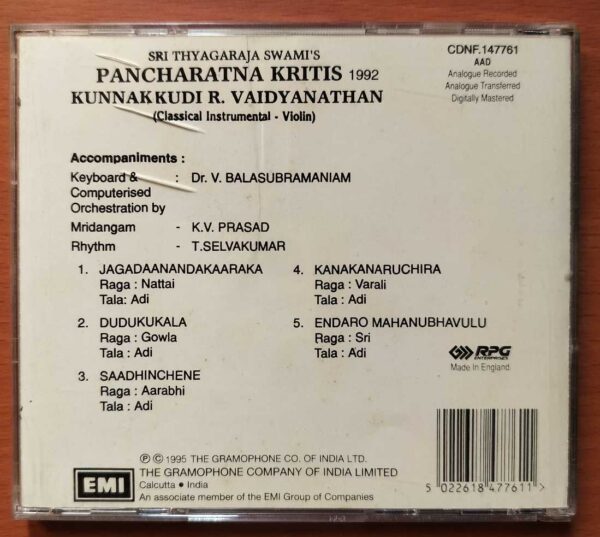 SRI THYAGARAJA SWAMI'S
PANCHARATNA KRITIS 1992
KUNNAKKUDI R. VAIDYANATHAN
(Classical Instrumental - Violin)
CDNF.147761
AAD
Analogue Recorded
Analogue Transferred
Digitally Mastered
Accompaniments :
Keyboard & : Dr. V. BALASUBRAMANIAM
Computerised
Orchestration by
Mridangam - K.V. PRASAD
Rhythm - T.SELVAKUMAR
1. JAGADAANANDAKAARAKA
Raga : Nattai
Tala: Adi
2. DUDUKUKALA
Raga : Gowla
Tala : Adi
3. SAADHINCHENE
Raga : Aarabhi
Tala : Adi
4. KANAKANARUCHIRA
Raga : Varali
Tala : Adi
5. ENDARO MAHANUBHAVULU
Raga : Sri
Tala : Adi
RPG
ENTERPRISES
Made in England
℗ © 1995 THE GRAMOPHONE CO. OF INDIA LTD.
THE GRAMOPHONE COMPANY OF INDIA LIMITED
Calcutta • India
An associate member of the EMI Group of Companies
EMI
5 022618 477611 >